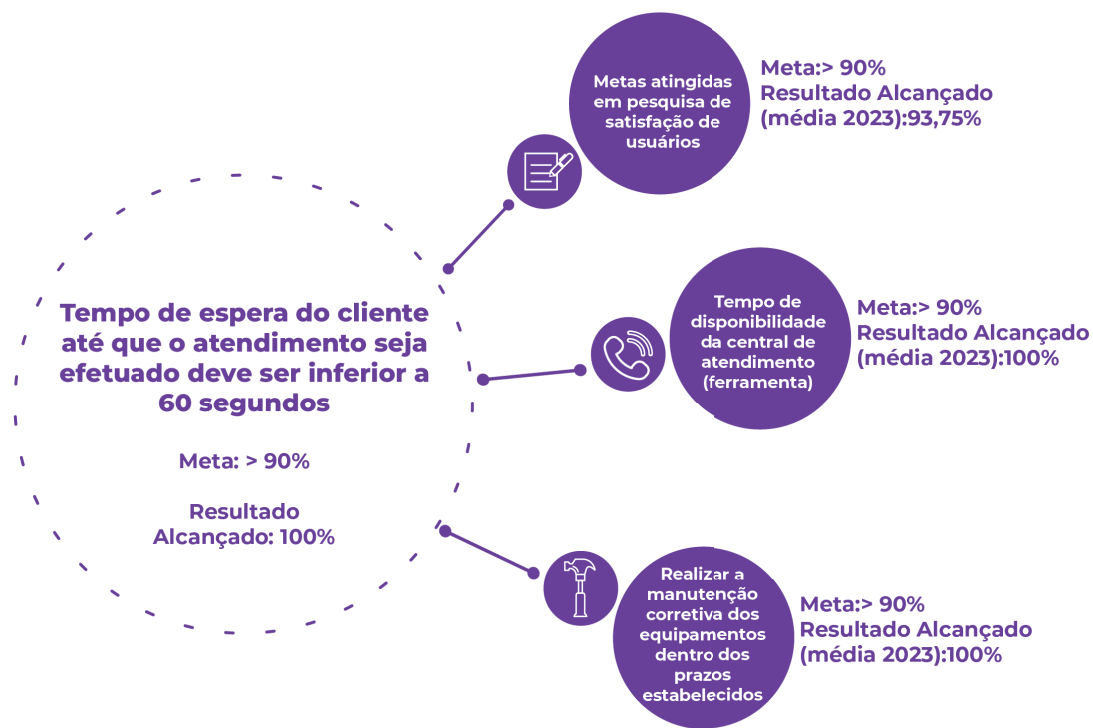 Tempo de espera do cliente
até que o atendimento seja
efetuado deve ser inferior a
60 segundos
Meta: > 90%
Resultado
Alcançado: 100%
Metas atingidas
em pesquisa de
satisfação de
usuários
Meta:> 90%
Resultado Alcançado
(média 2023):93,75%
Tempo de
disponibilidade
da central de
atendimento
(ferramenta)
Meta:> 90%
Resultado Alcançado
(média 2023):100%
Realizar a
manutenção
corretiva dos
equipamentos
dentro dos
prazos
estabelecidos
Meta:> 90%
Resultado Alcançado
(média 2023):100%